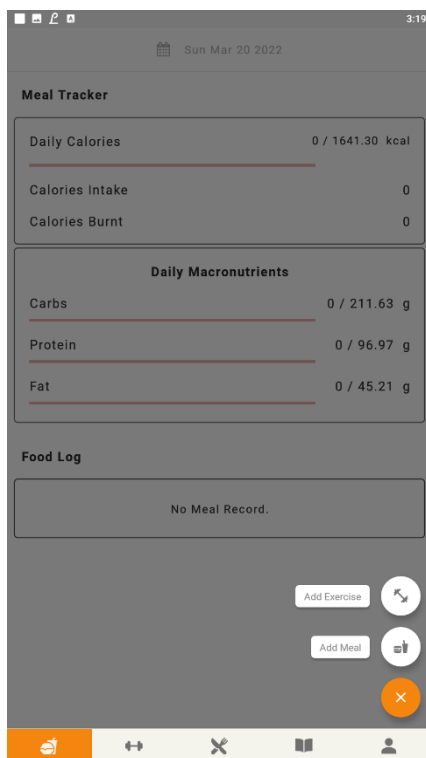 3:19
Sun Mar 20 2022
Meal Tracker
Daily Calories 0 / 1641.30 kcal
Calories Intake 0
Calories Burnt 0
Daily Macronutrients
Carbs 0 / 211.63 g
Protein 0 / 96.97 g
Fat 0 / 45.21 g
Food Log
No Meal Record.
Add Exercise
Add Meal